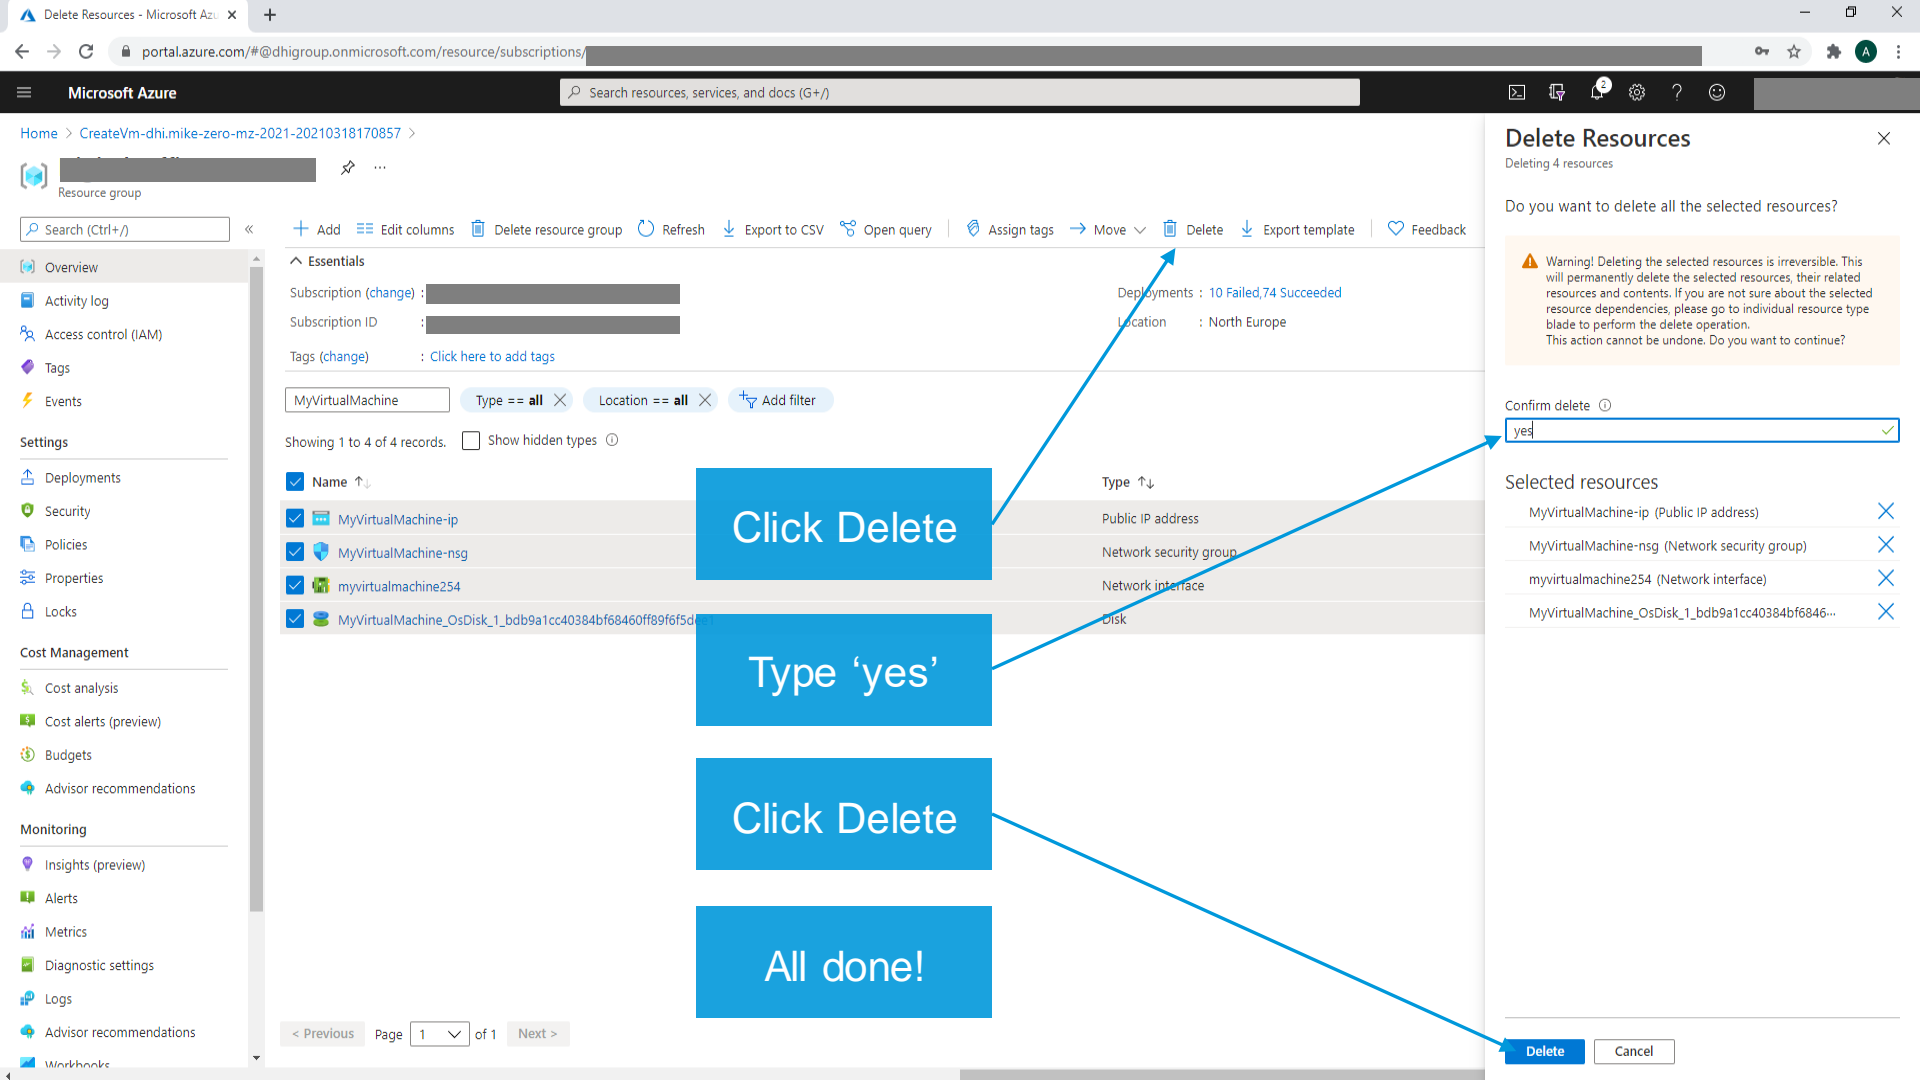 Delete Resources - Microsoft Azu
portal.azure.com/#@dhigroup.onmicrosoft.com/resource/subscriptions/
A
Microsoft Azure
Search resources, services, and docs (G+/)
2
Home > CreateVm-dhi.mike-zero-mz-2021-20210318170857 >
Resource group
Search (Ctrl+/)
«
Overview
Activity log
Access control (IAM)
Tags
Events
Settings
Deployments
Security
Policies
Properties
Locks
Cost Management
Cost analysis
Cost alerts (preview)
Budgets
Advisor recommendations
Monitoring
Insights (preview)
Alerts
Metrics
Diagnostic settings
Logs
Advisor recommendations
Workbooks
Add
Edit columns
Delete resource group
Refresh
Export to CSV
Open query
Assign tags
Move
Delete
Export template
Feedback
Essentials
Subscription (change) :
Subscription ID :
Tags (change) : Click here to add tags
Deployments : 10 Failed,74 Succeeded
Location : North Europe
MyVirtualMachine
Type == all
Location == all
Add filter
Showing 1 to 4 of 4 records.
Show hidden types
Name ↑↓ Type ↑↓
MyVirtualMachine-ip Public IP address
MyVirtualMachine-nsg Network security group
myvirtualmachine254 Network interface
MyVirtualMachine_OsDisk_1_bdb9a1cc40384bf68460ff89f6f5dee1 Disk
Click Delete
Type ‘yes’
Click Delete
All done!
< Previous Page 1 of 1 Next >
Delete Resources
Deleting 4 resources
Do you want to delete all the selected resources?
Warning! Deleting the selected resources is irreversible. This
will permanently delete the selected resources, their related
resources and contents. If you are not sure about the selected
resource dependencies, please go to individual resource type
blade to perform the delete operation.
This action cannot be undone. Do you want to continue?
Confirm delete
yes
Selected resources
MyVirtualMachine-ip (Public IP address)
MyVirtualMachine-nsg (Network security group)
myvirtualmachine254 (Network interface)
MyVirtualMachine_OsDisk_1_bdb9a1cc40384bf6846···
Delete
Cancel